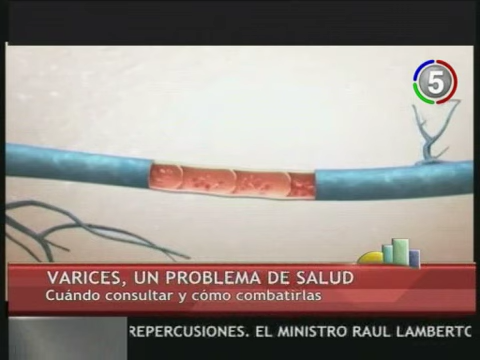 5
VARICES, UN PROBLEMA DE SALUD
Cuándo consultar y cómo combatirlas
REPERCUSIONES. EL MINISTRO RAUL LAMBERTO